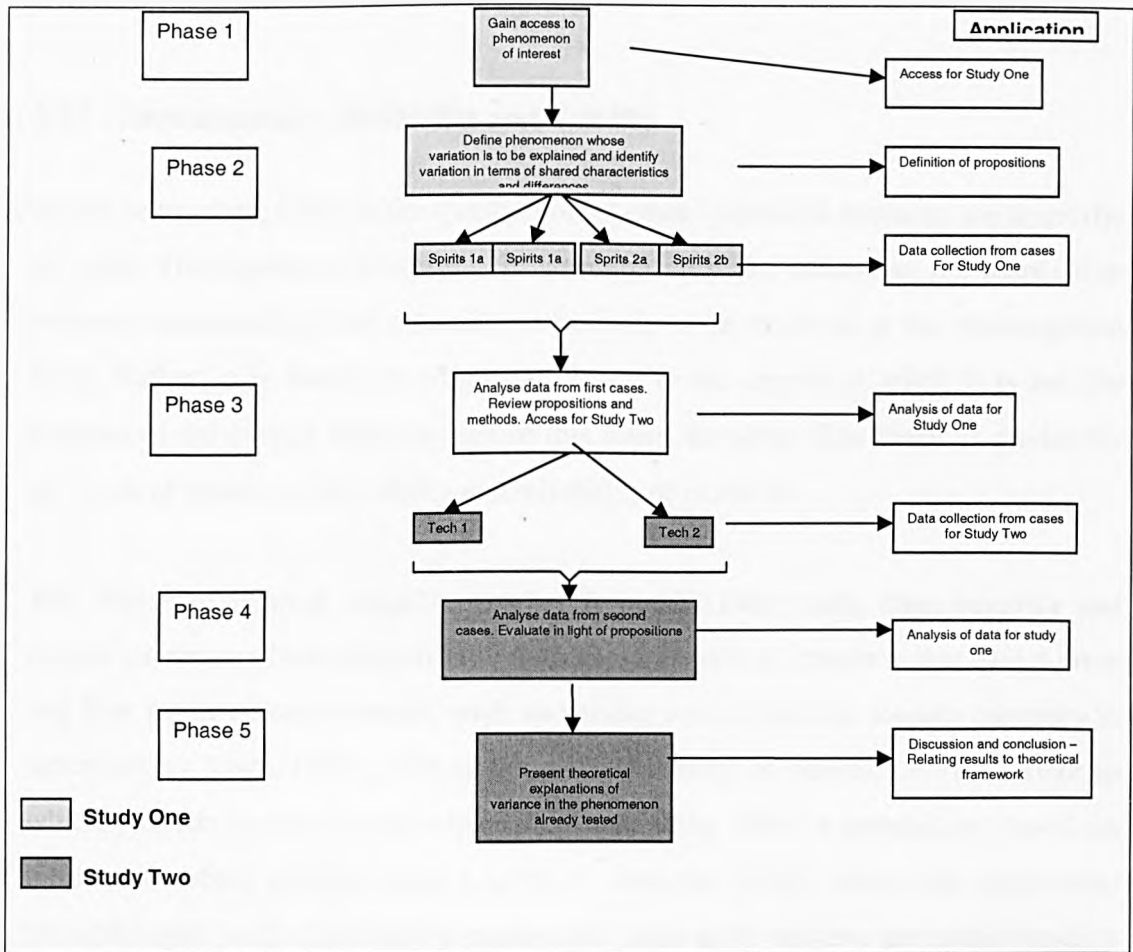 Phase 1
Gain access to
phenomenon
of interest
Application
Access for Study One
Phase 2
Define phenomenon whose
variation is to be explained and identify
variation in terms of shared characteristics
and differences
Definition of propositions
Spirits 1a
Spirits 1a
Spirits 2a
Spirits 2b
Data collection from cases
For Study One
Phase 3
Analyse data from first cases.
Review propositions and
methods. Access for Study Two
Analysis of data for
Study One
Tech 1
Tech 2
Data collection from cases
for Study Two
Phase 4
Analyse data from second
cases. Evaluate in light of propositions
Analysis of data for study
one
Phase 5
Present theoretical
explanations of
variance in the phenomenon
already tested
Discussion and conclusion –
Relating results to theoretical
framework
Study One
Study Two